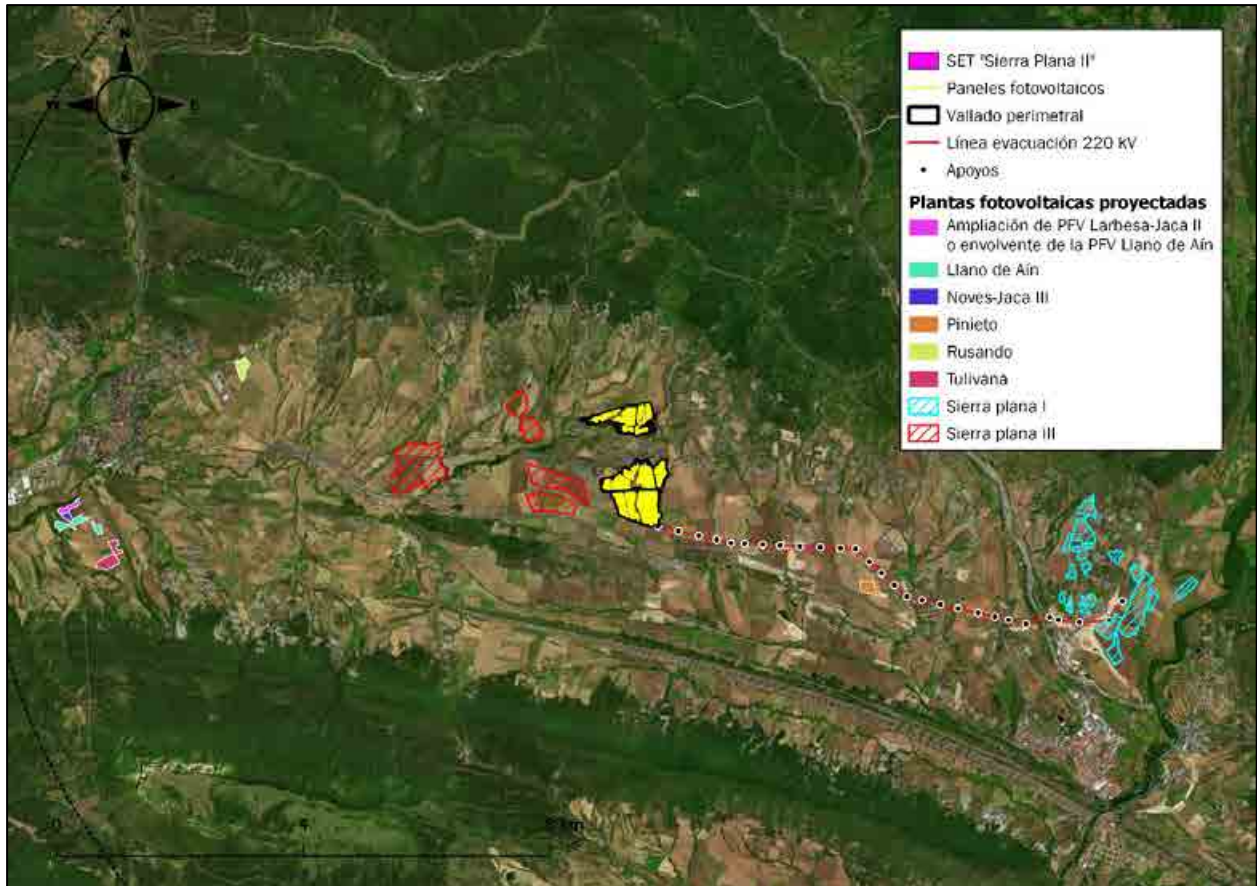 N
W
E
S
SET "Sierra Plana II"
Paneles fotovoltaicos
Vallado perimetral
Línea evacuación 220 kV
Apoyos
Plantas fotovoltaicas proyectadas
Ampliación de PFV Larbesa-Jaca II
o envolvente de la PFV Llano de Aín
Llano de Aín
Noves-Jaca III
Pinieto
Rusando
Tulivana
Sierra plana I
Sierra plana III
km